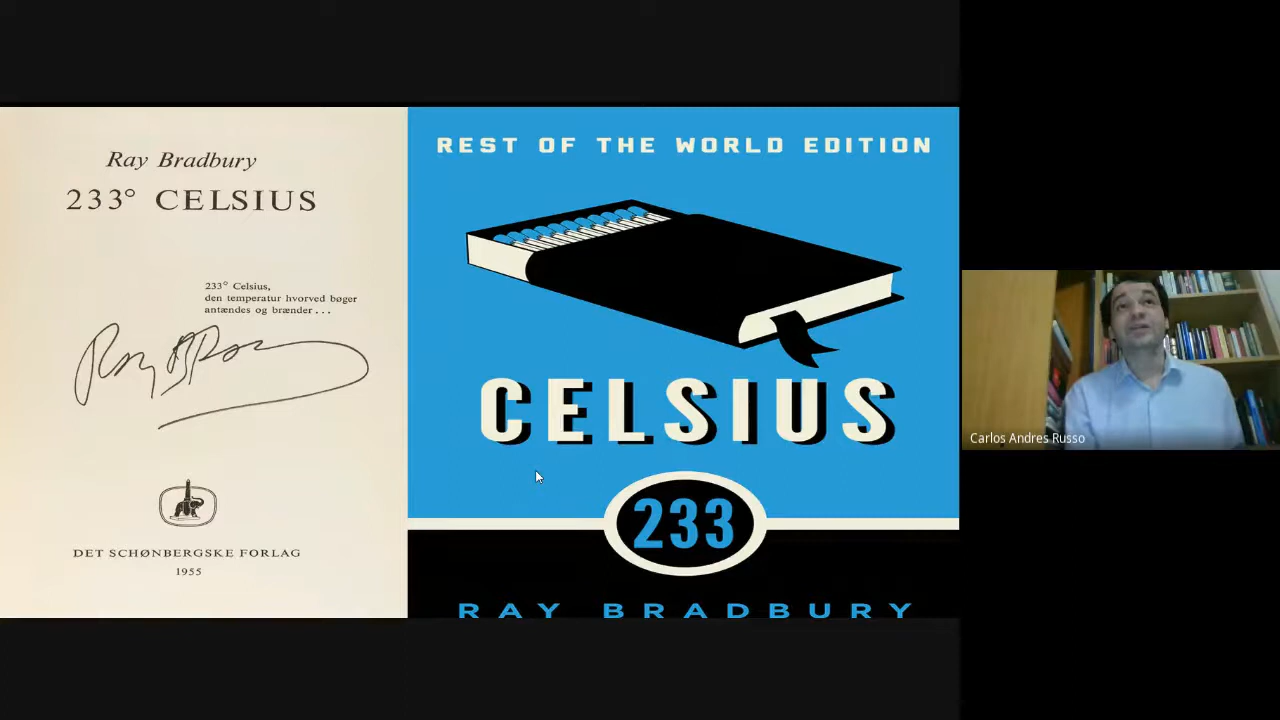 Ray Bradbury
233° CELSIUS
233° Celsius,
den temperatur hvorved bøger
antændes og brænder...
DET SCHØNBERGSKE FORLAG
1955
REST OF THE WORLD EDITION
CELSIUS
233
RAY BRADBURY
Carlos Andres Russo